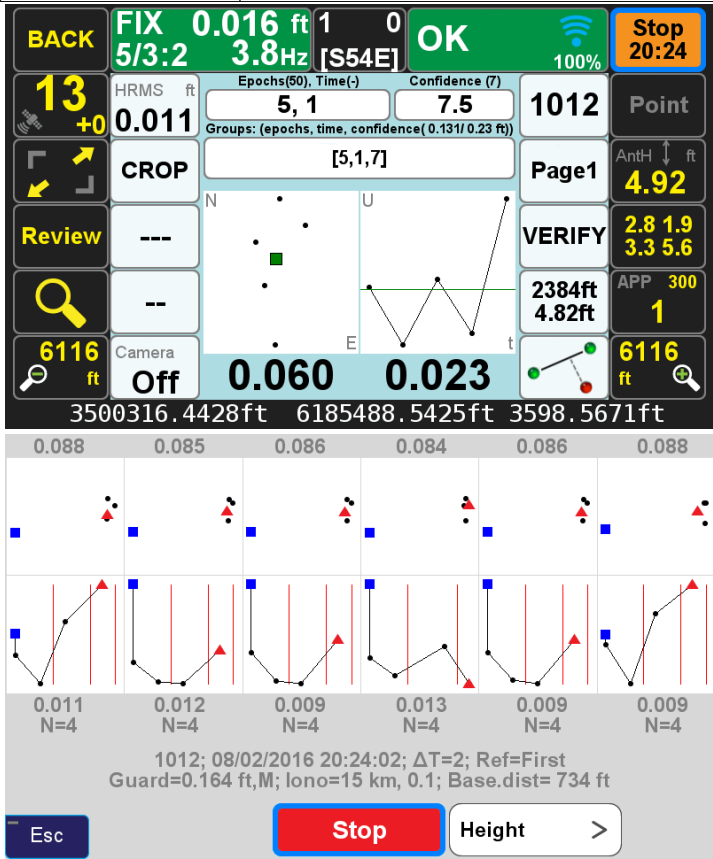 BACK
FIX 0.016 ft
5/3:2 3.8Hz
1 0
[S54E]
OK
100%
Stop
20:24
13
+0
HRMS ft
0.011
Epochs(50), Time(-)
5, 1
Confidence (7)
7.5
Groups: (epochs, time, confidence( 0.131/ 0.23 ft))
[5,1,7]
1012
Point
CROP
Page1
AntH ft
4.92
Review
---
N
U
VERIFY
2.8 1.9
3.3 5.6
--
2384ft
4.82ft
APP 300
1
6116
ft
Camera
Off
E
t
0.060
0.023
6116
ft
3500316.4428ft 6185488.5425ft 3598.5671ft
0.088 0.085 0.086 0.084 0.086 0.088
0.011 0.012 0.009 0.013 0.009 0.009
N=4 N=4 N=4 N=4 N=4 N=4
1012; 08/02/2016 20:24:02; ΔT=2; Ref=First
Guard=0.164 ft,M; Iono=15 km, 0.1; Base.dist= 734 ft
Esc
Stop
Height >